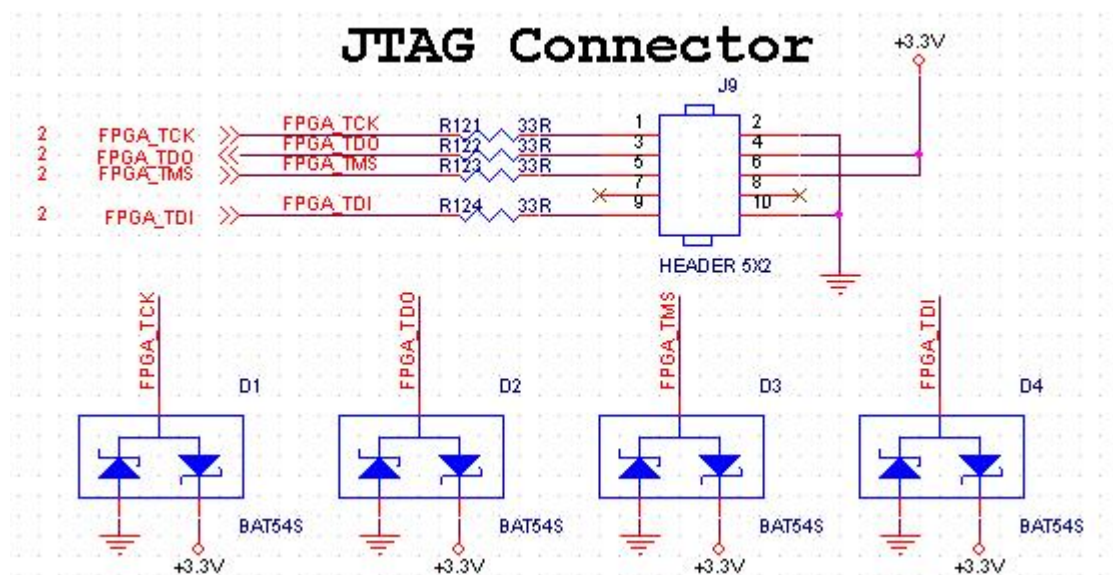 JTAG Connector
+3.3V
J9
2 FPGA_TCK FPGA_TCK R121 33R 1 2
2 FPGA_TDO FPGA_TDO R122 33R 3 4
2 FPGA_TMS FPGA_TMS R123 33R 5 6
7 8
2 FPGA_TDI FPGA_TDI R124 33R 9 10
HEADER 5X2
FPGA_TCK FPGA_TDO FPGA_TMS FPGA_TDI
D1 D2 D3 D4
BAT54S BAT54S BAT54S BAT54S
+3.3V +3.3V +3.3V +3.3V